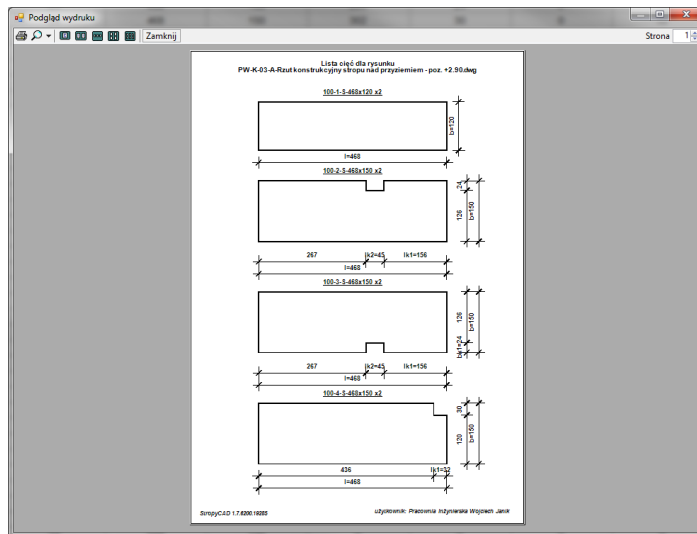 Podgląd wydruku
Zamknij
Strona 1
Lista cięć dla rysunku
PW-K-03-A-Rzut konstrukcyjny stropu nad przyziemiem - poz. +2.90.dwg
100-1-S-468x120 x2
b=120
l=468
100-2-S-468x150 x2
24
126
b=150
267 lk2=45 lk1=156
l=468
100-3-S-468x150 x2
126
b=150
bk1=24
267 lk2=45 lk1=156
l=468
100-4-S-468x150 x2
30
120
b=150
436 lk1=32
l=468
StropyCAD 1.7.6200.19265 użytkownik: Pracownia Inżynierska Wojciech Janik